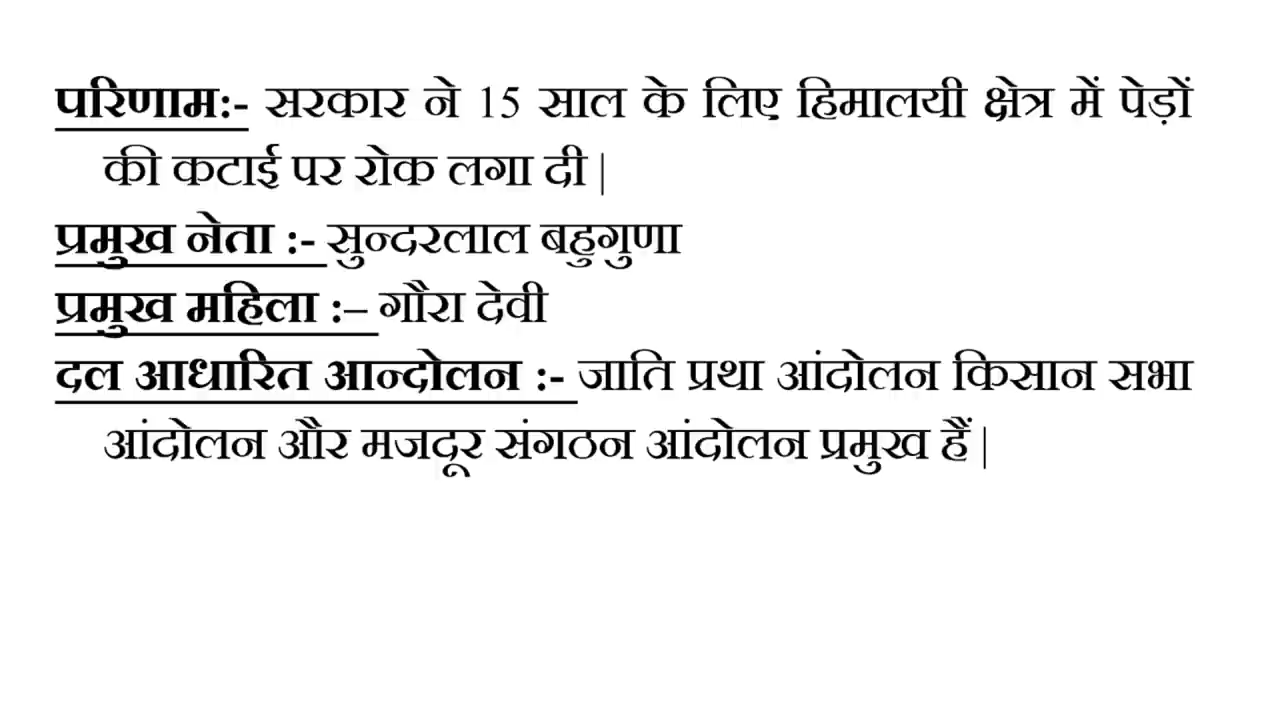 परिणाम:- सरकार ने 15 साल के लिए हिमालयी क्षेत्र में पेड़ों
की कटाई पर रोक लगा दी |
प्रमुख नेता :- सुन्दरलाल बहुगुणा
प्रमुख महिला :– गौरा देवी
दल आधारित आन्दोलन :- जाति प्रथा आंदोलन किसान सभा
आंदोलन और मजदूर संगठन आंदोलन प्रमुख हैं |